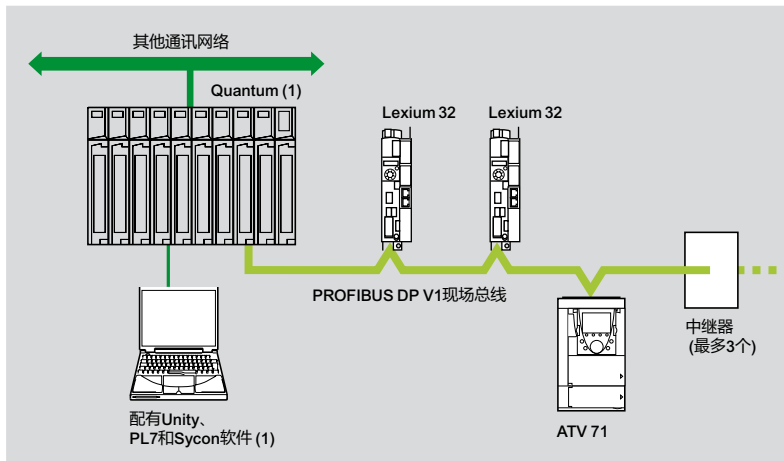 其他通讯网络
Quantum (1)
Lexium 32
Lexium 32
PROFIBUS DP V1现场总线
中继器
(最多3个)
配有Unity、
PL7和Sycon软件 (1)
ATV 71